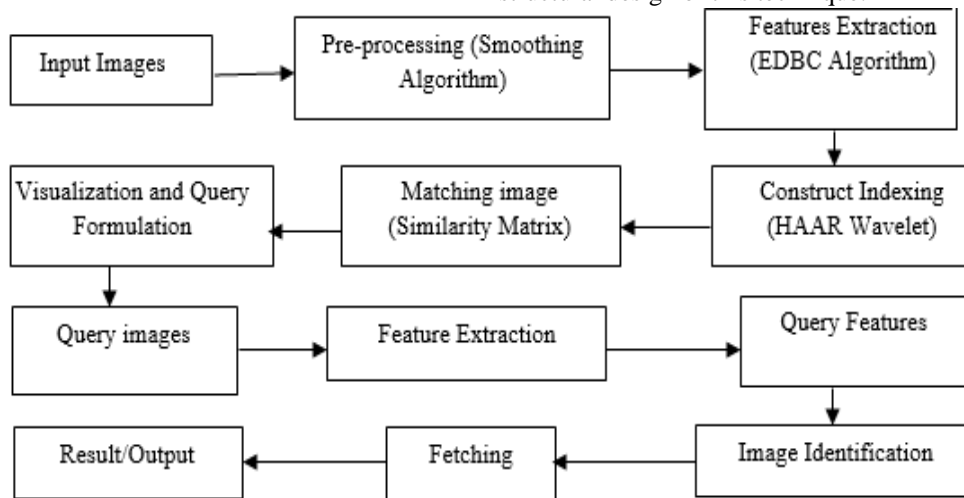 Input Images
Pre-processing (Smoothing
Algorithm)
Features Extraction
(EDBC Algorithm)
Visualization and Query
Formulation
Matching image
(Similarity Matrix)
Construct Indexing
(HAAR Wavelet)
Query images
Feature Extraction
Query Features
Result/Output
Fetching
Image Identification